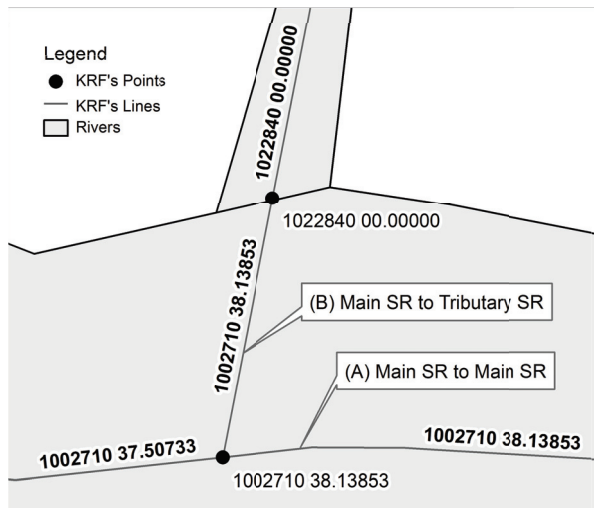 Legend
KRF's Points
KRF's Lines
Rivers
1022840 00.00000
1022840 00.00000
1002710 38.13853
(B) Main SR to Tributary SR
(A) Main SR to Main SR
1002710 37.50733
1002710 38.13853
1002710 38.13853